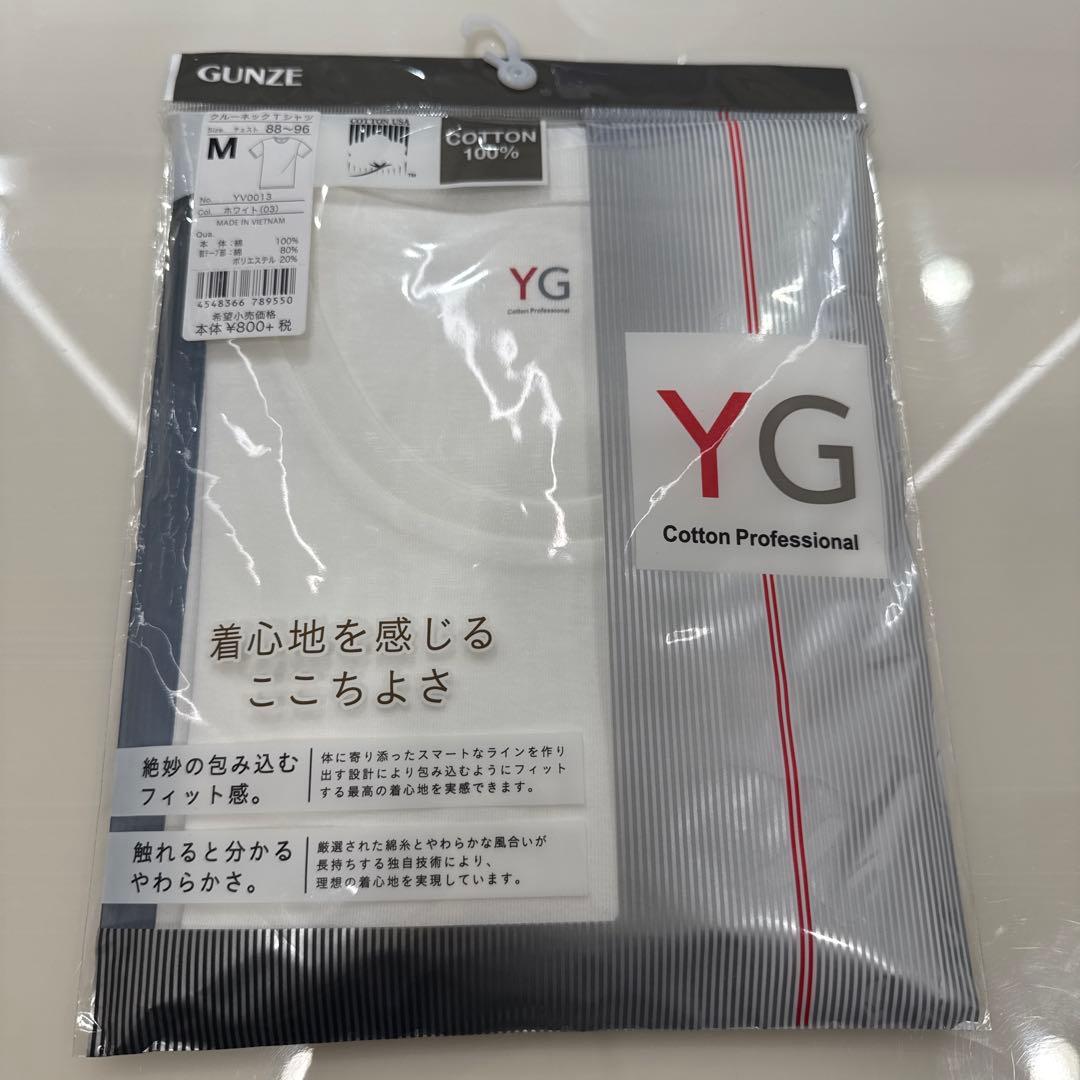 GUNZE
クルーネックTシャツ
Size. チェスト 88～96
M
No. YV0013
Col. ホワイト(03)
MADE IN VIETNAM
Qua.
本 体:綿 100%
衿テープ部:綿 80%
ポリエステル 20%
4548366 789550
希望小売価格
本体 ¥800+税
COTTON USA
TM
COTTON
100%
YG
Cotton Professional
YG
Cotton Professional
着心地を感じる
ここちよさ
絶妙の包み込む
フィット感。
体に寄り添ったスマートなラインを作り
出す設計により包み込むようにフィット
する最高の着心地を実感できます。
触れると分かる
やわらかさ。
厳選された綿糸とやわらかな風合いが
長持ちする独自技術により、
理想の着心地を実現しています。